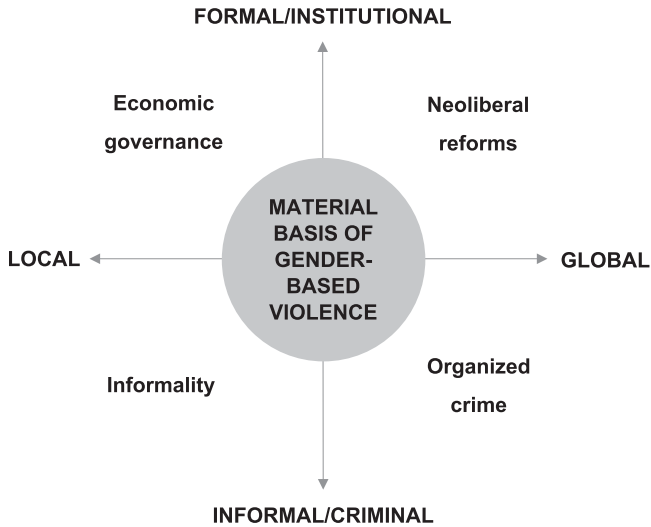 FORMAL/INSTITUTIONAL
Economic
governance
Neoliberal
reforms
MATERIAL
BASIS OF
GENDER-
BASED
VIOLENCE
LOCAL
GLOBAL
Informality
Organized
crime
INFORMAL/CRIMINAL